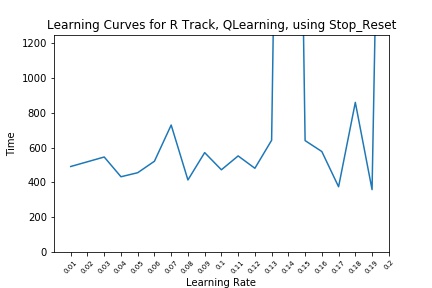 Learning Curves for R Track, QLearning, using Stop_Reset
1200
1000
800
600
400
200
0
Time
0.01 0.02 0.03 0.04 0.05 0.06 0.07 0.08 0.09 0.1 0.11 0.12 0.13 0.14 0.15 0.16 0.17 0.18 0.19 0.2
Learning Rate